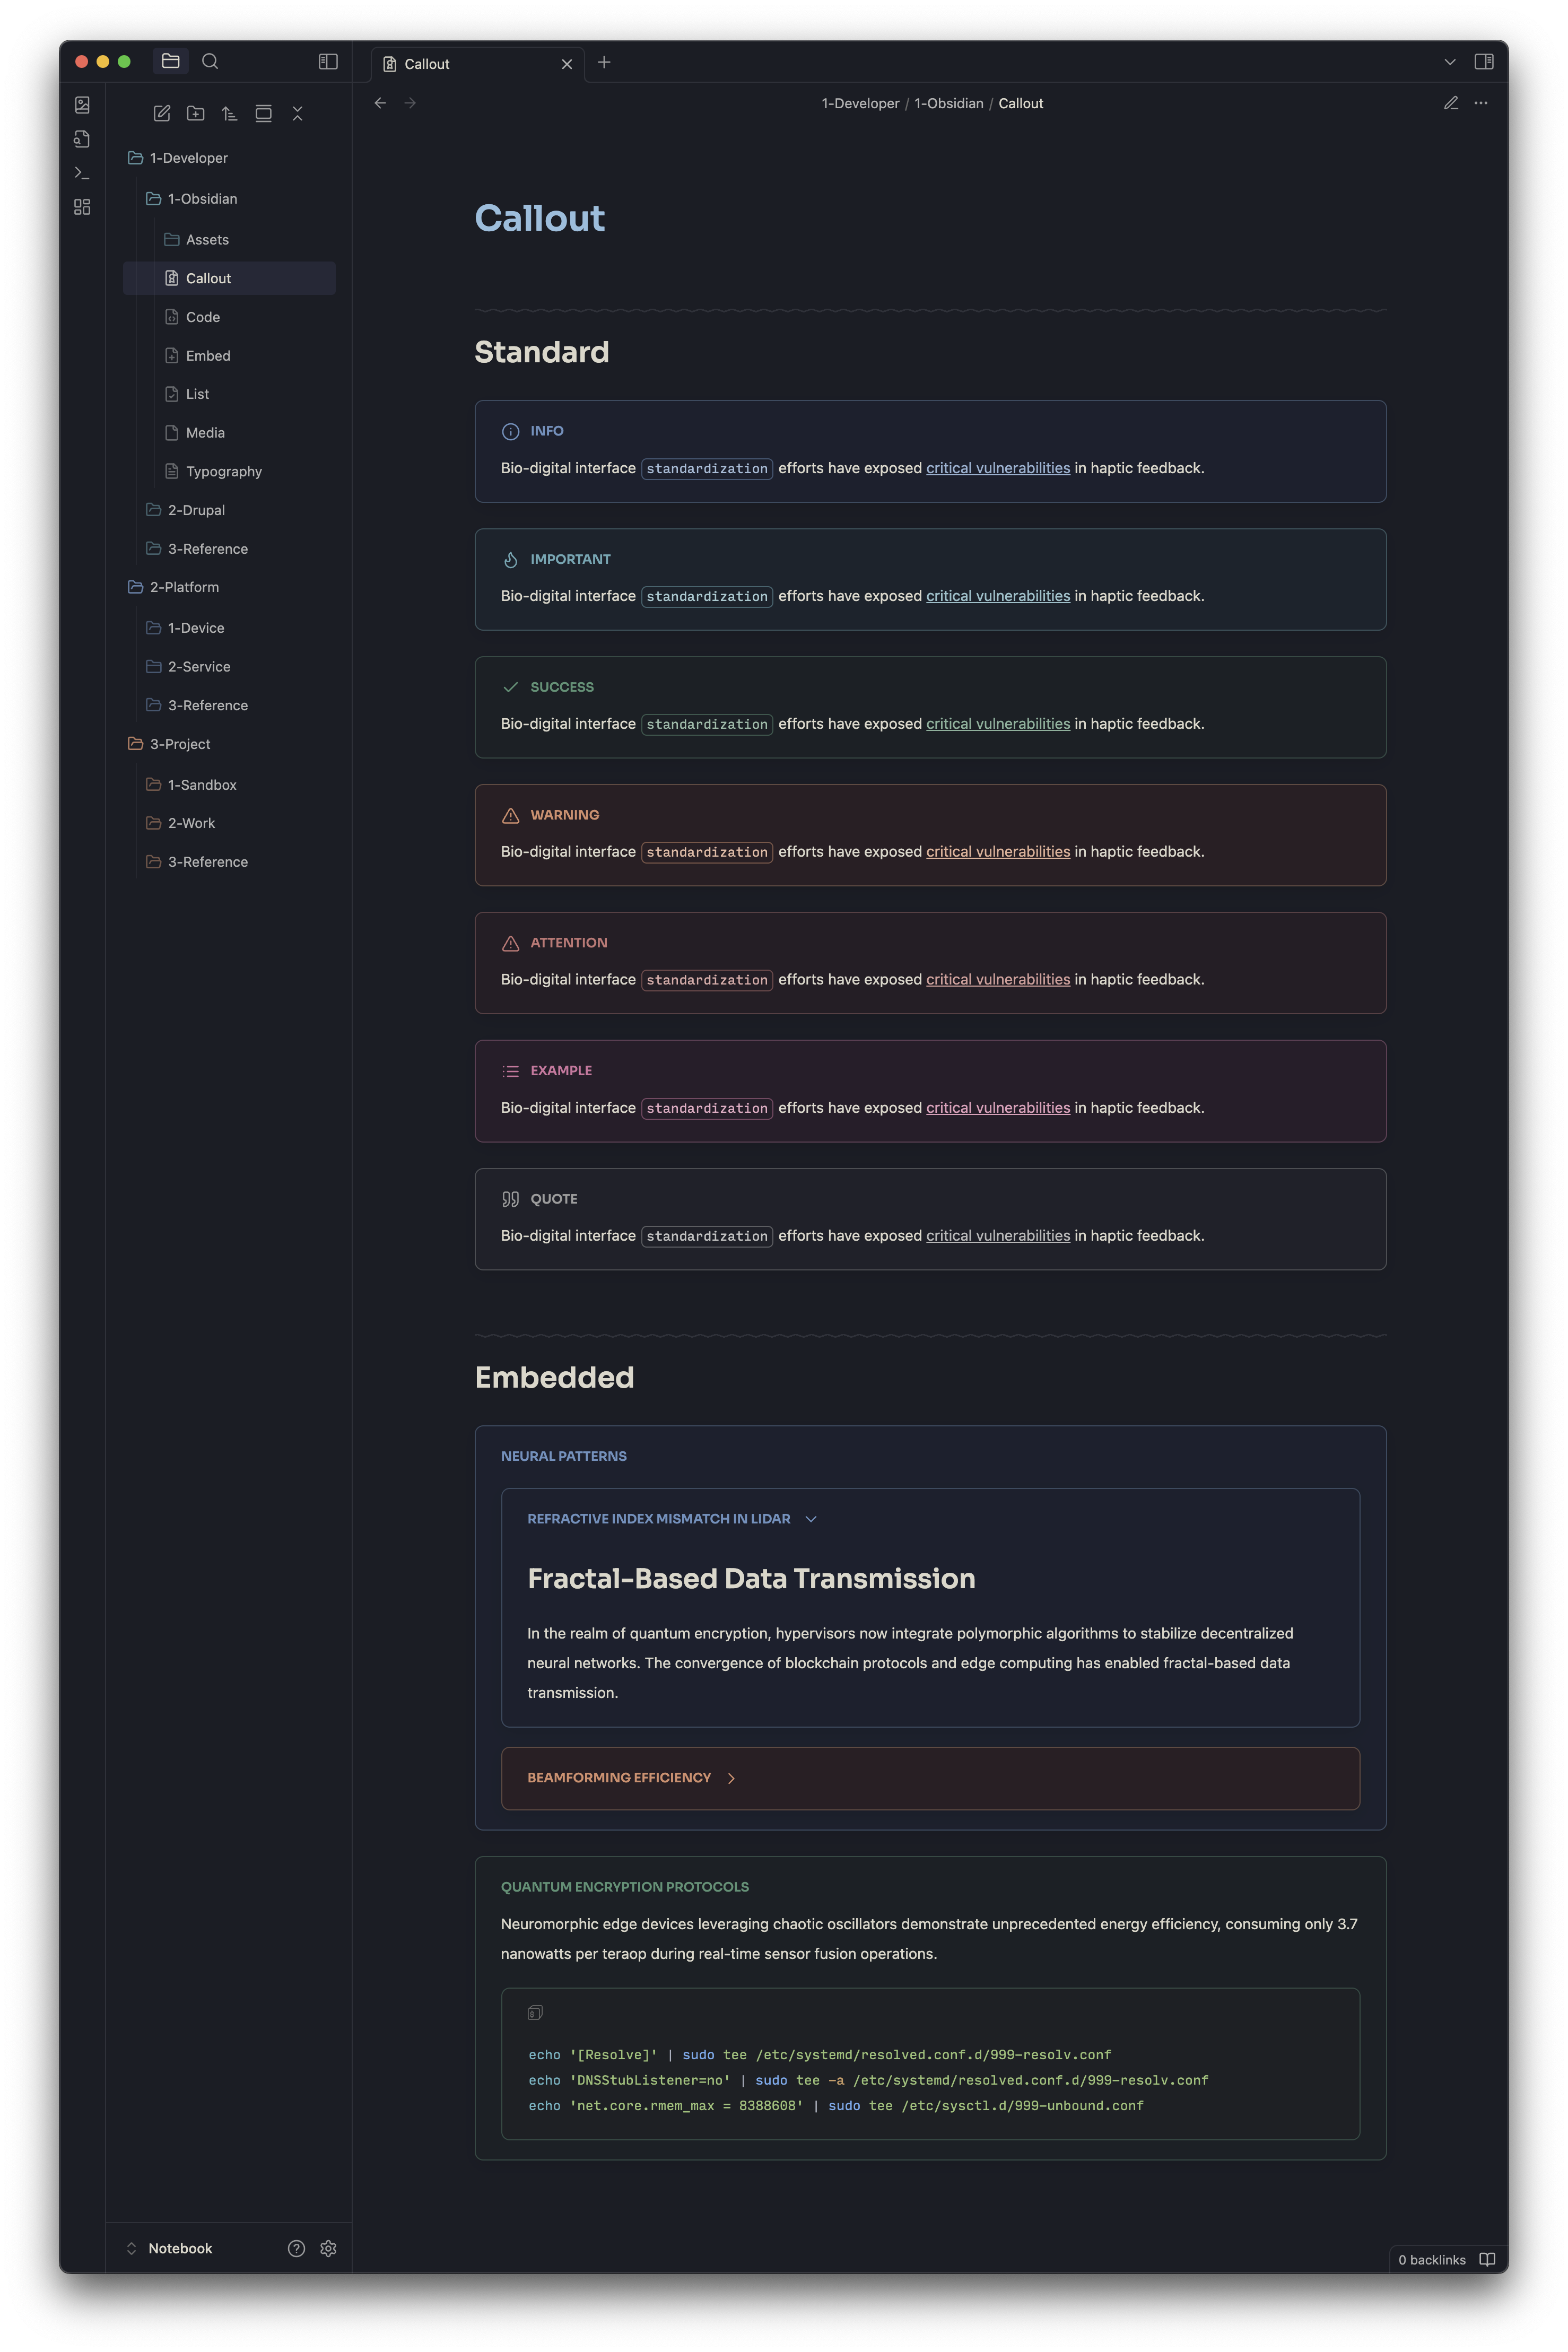 Callout
1-Developer / 1-Obsidian / Callout
1-Developer
1-Obsidian
Assets
Callout
Code
Embed
List
Media
Typography
2-Drupal
3-Reference
2-Platform
1-Device
2-Service
3-Reference
3-Project
1-Sandbox
2-Work
3-Reference
Notebook
Callout
Standard
INFO
Bio-digital interface standardization efforts have exposed critical vulnerabilities in haptic feedback.
IMPORTANT
Bio-digital interface standardization efforts have exposed critical vulnerabilities in haptic feedback.
SUCCESS
Bio-digital interface standardization efforts have exposed critical vulnerabilities in haptic feedback.
WARNING
Bio-digital interface standardization efforts have exposed critical vulnerabilities in haptic feedback.
ATTENTION
Bio-digital interface standardization efforts have exposed critical vulnerabilities in haptic feedback.
EXAMPLE
Bio-digital interface standardization efforts have exposed critical vulnerabilities in haptic feedback.
QUOTE
Bio-digital interface standardization efforts have exposed critical vulnerabilities in haptic feedback.
Embedded
NEURAL PATTERNS
REFRACTIVE INDEX MISMATCH IN LIDAR
Fractal-Based Data Transmission
In the realm of quantum encryption, hypervisors now integrate polymorphic algorithms to stabilize decentralized
neural networks. The convergence of blockchain protocols and edge computing has enabled fractal-based data
transmission.
BEAMFORMING EFFICIENCY
QUANTUM ENCRYPTION PROTOCOLS
Neuromorphic edge devices leveraging chaotic oscillators demonstrate unprecedented energy efficiency, consuming only 3.7
nanowatts per teraop during real-time sensor fusion operations.
echo '[Resolve]' | sudo tee /etc/systemd/resolved.conf.d/999-resolv.conf
echo 'DNSStubListener=no' | sudo tee -a /etc/systemd/resolved.conf.d/999-resolv.conf
echo 'net.core.rmem_max = 8388608' | sudo tee /etc/sysctl.d/999-unbound.conf
0 backlinks